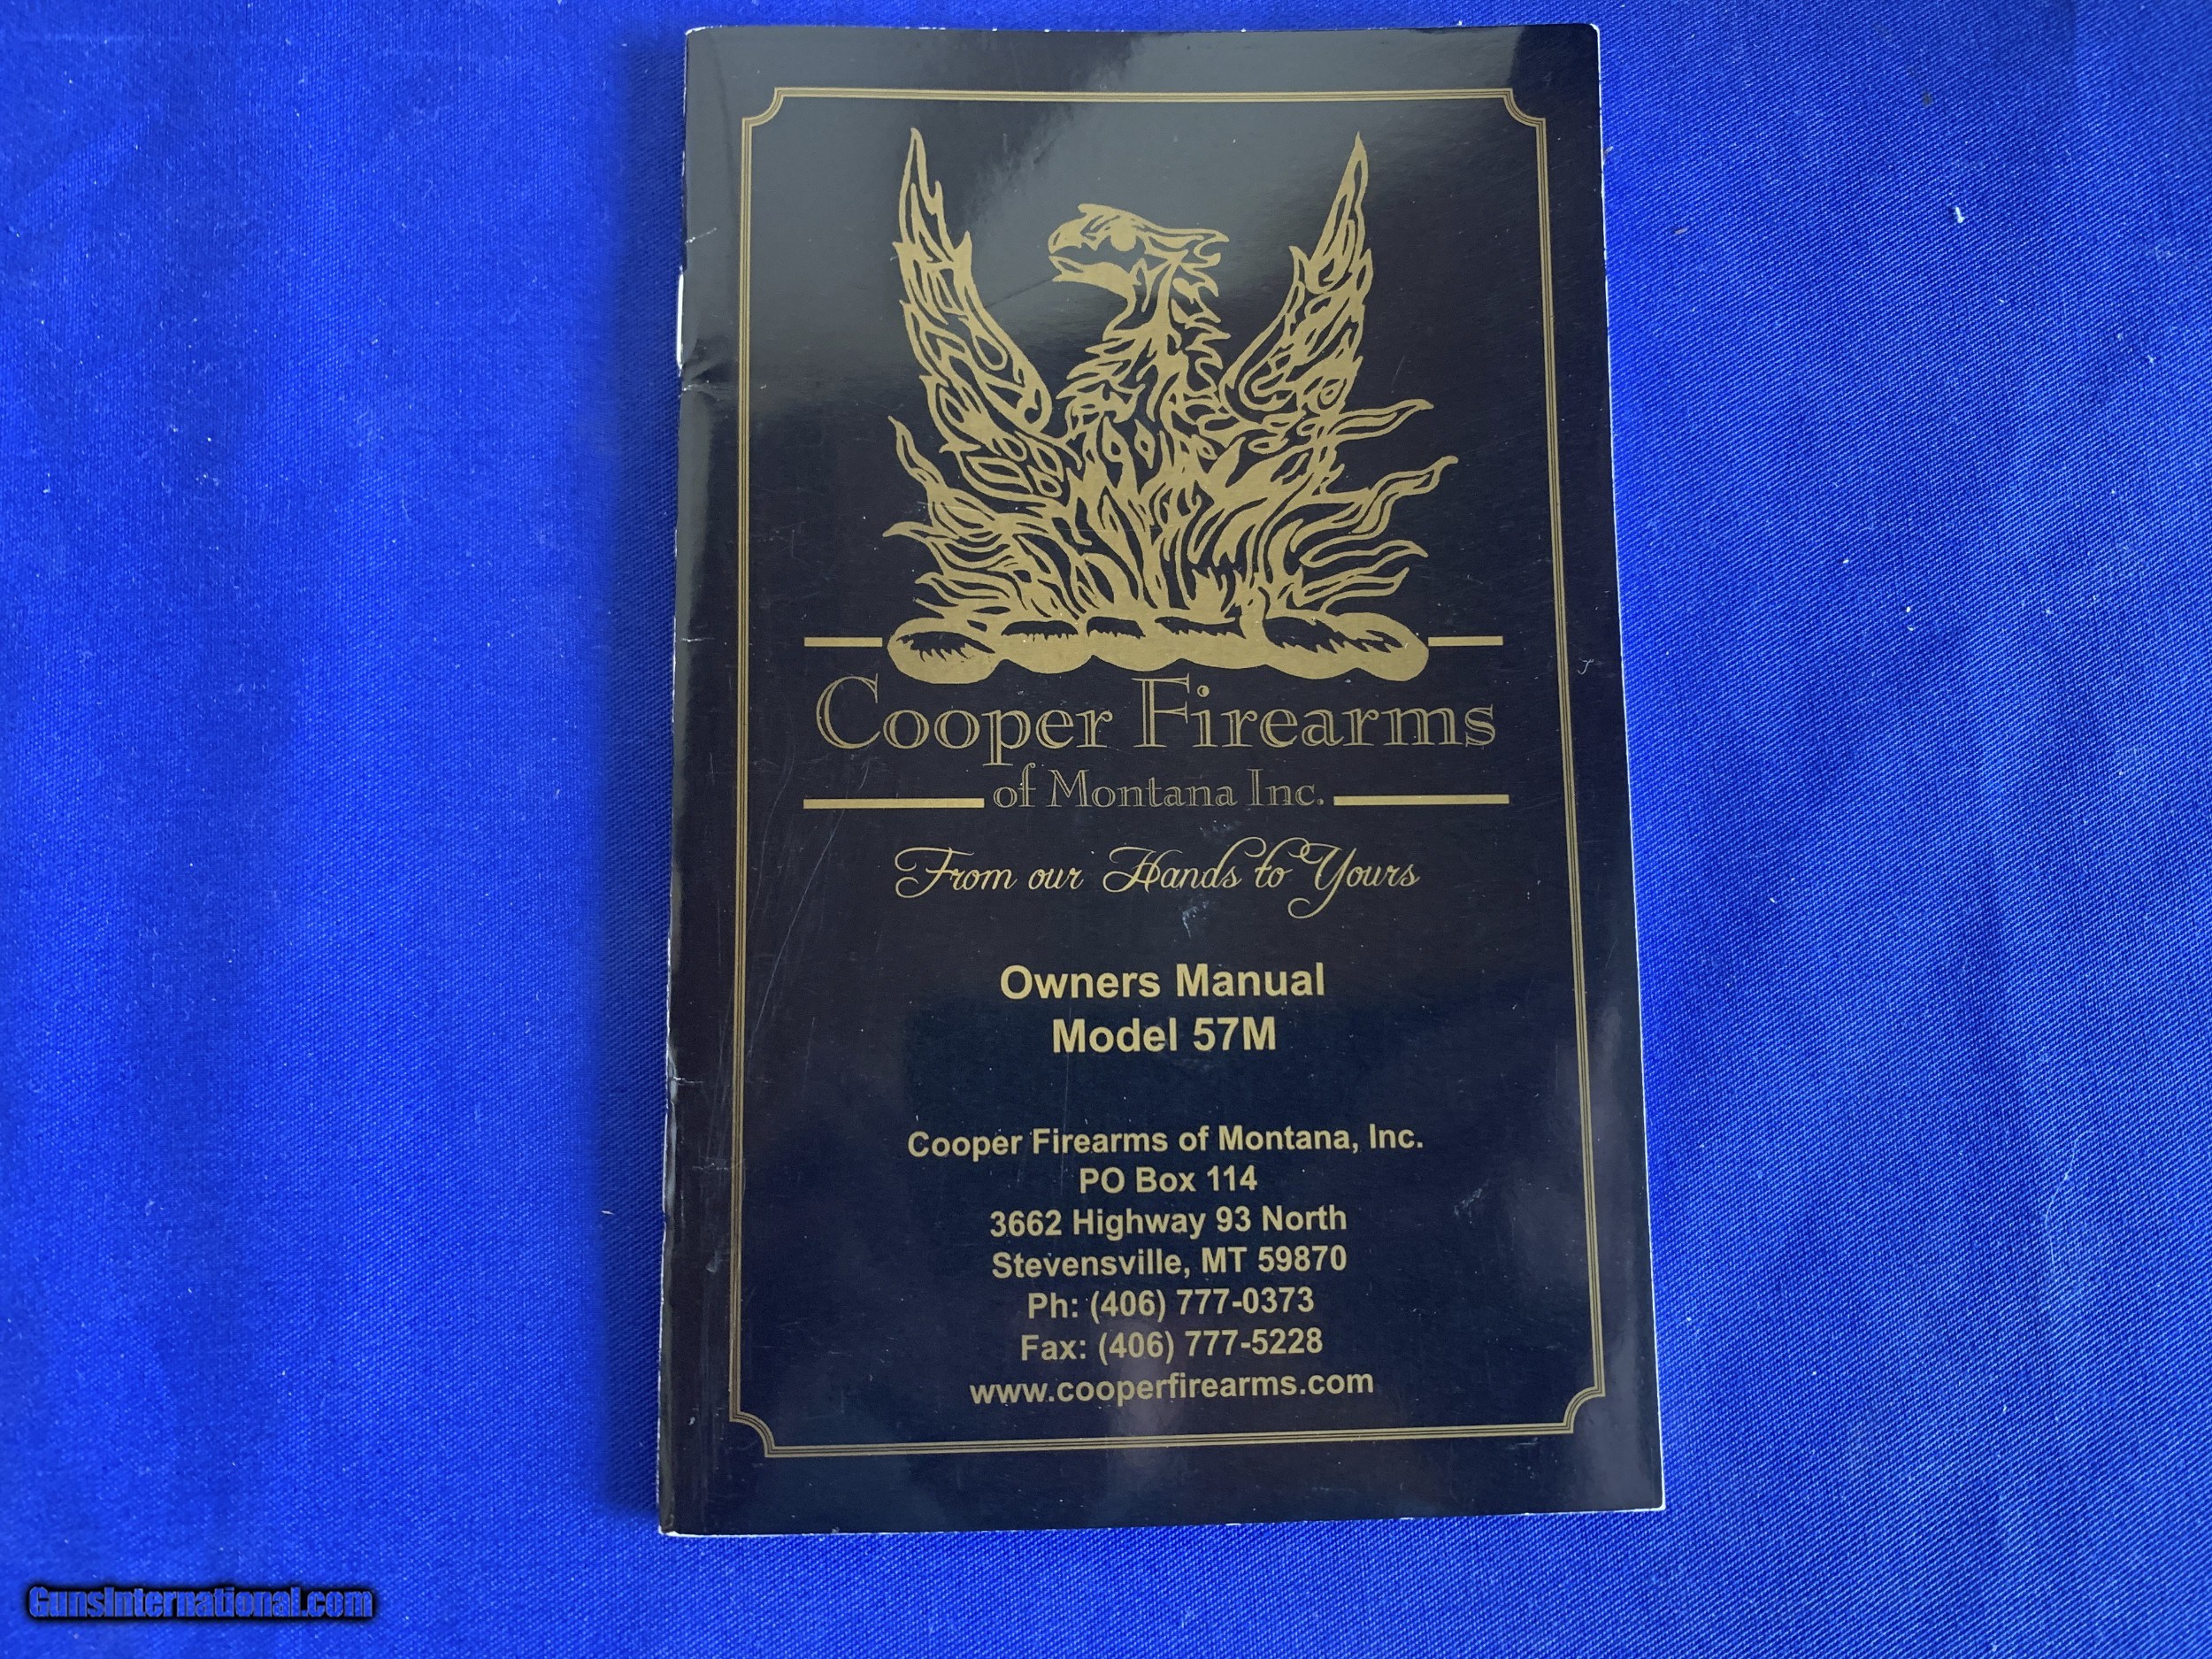 Cooper Firearms
of Montana Inc.
From our Hands to Yours
Owners Manual
Model 57M
Cooper Firearms of Montana, Inc.
PO Box 114
3662 Highway 93 North
Stevensville, MT 59870
Ph: (406) 777-0373
Fax: (406) 777-5228
www.cooperfirearms.com
GunsInternational.com